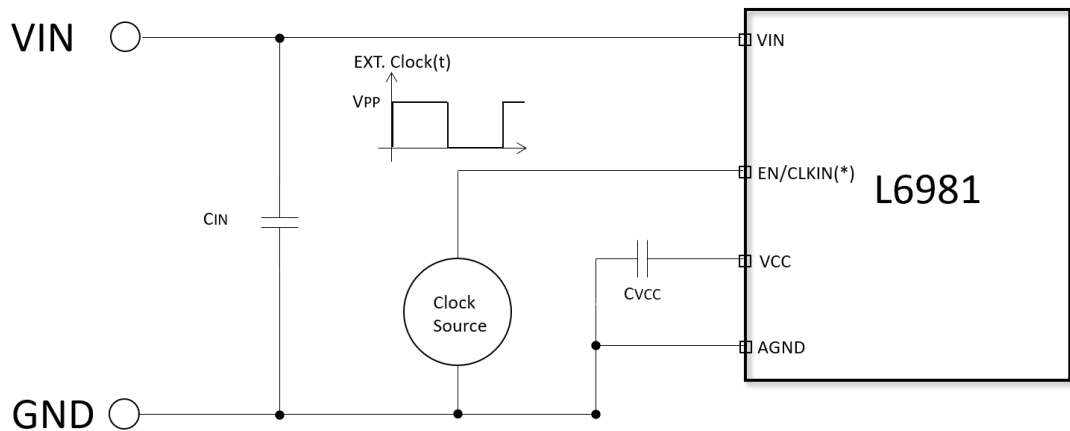 VIN
VIN
EXT. Clock(t)
VPP
EN/CLKIN(*)
L6981
CIN
VCC
CVCC
Clock
Source
AGND
GND